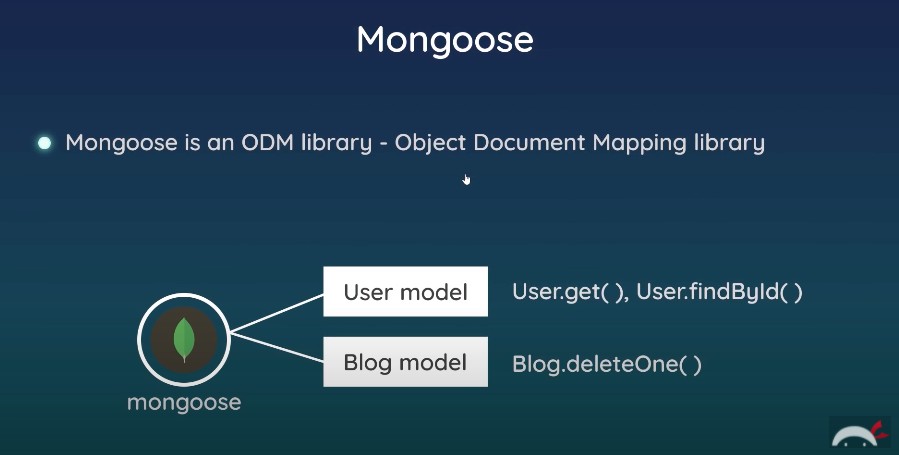 Mongoose
Mongoose is an ODM library - Object Document Mapping library
User model
User.get( ), User.findById( )
Blog model
Blog.deleteOne( )
mongoose